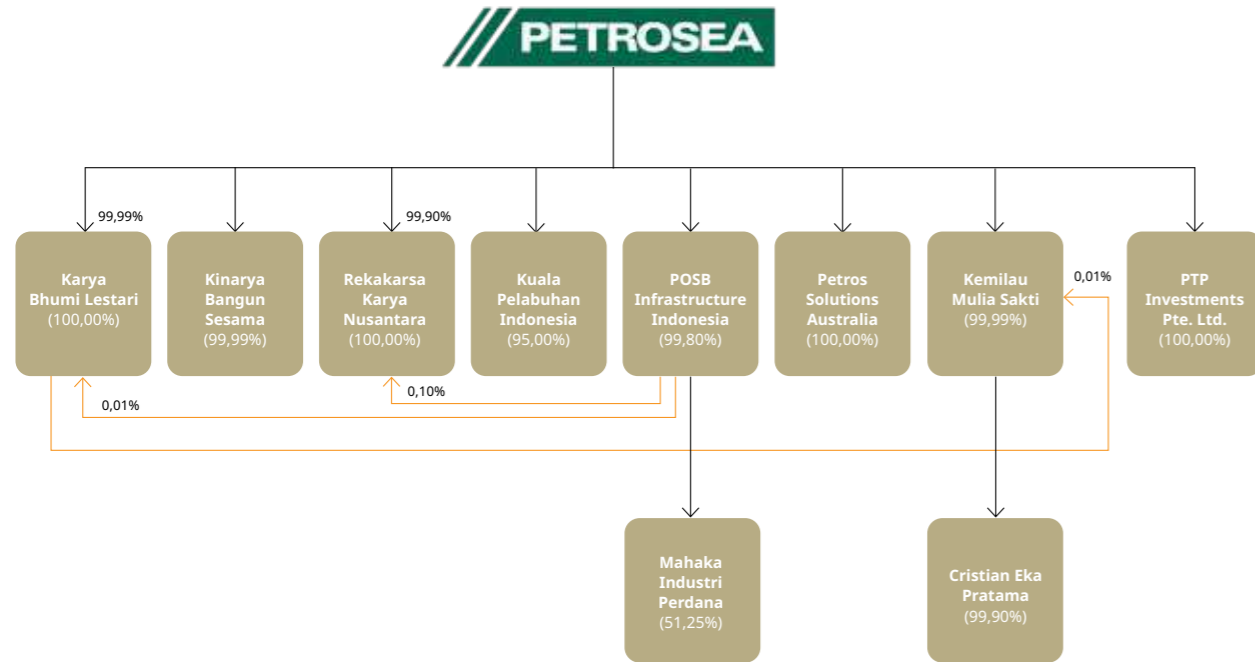 PETROSEA
99,99%
99,90%
Karya
Bhumi Lestari
(100,00%)
Kinarya
Bangun
Sesama
(99,99%)
Rekakarsa
Karya
Nusantara
(100,00%)
Kuala
Pelabuhan
Indonesia
(95,00%)
POSB
Infrastructure
Indonesia
(99,80%)
Petros
Solutions
Australia
(100,00%)
Kemilau
Mulia Sakti
(99,99%)
0,01%
PTP
Investments
Pte. Ltd.
(100,00%)
0,01%
0,10%
Mahaka
Industri
Perdana
(51,25%)
Cristian Eka
Pratama
(99,90%)